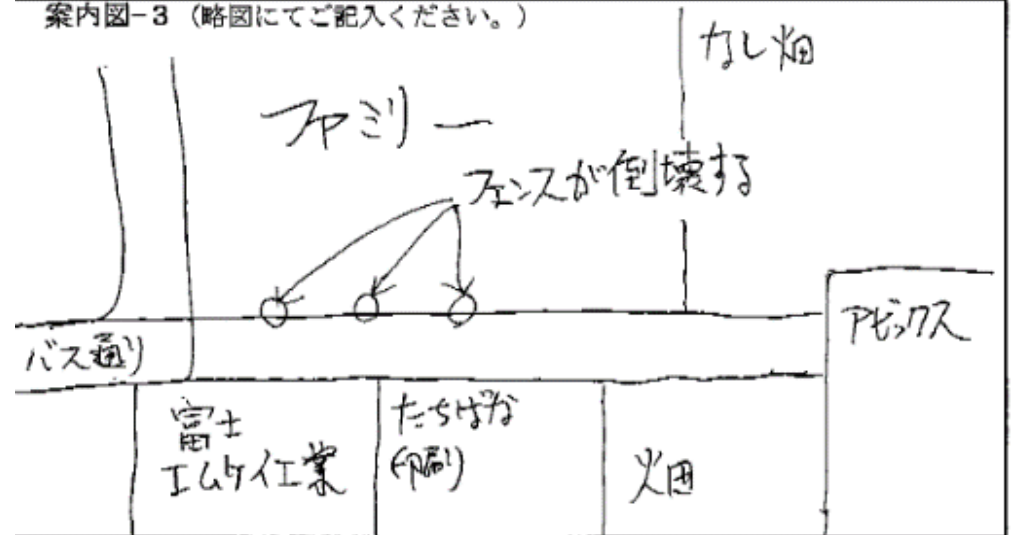 案内図-3 (略図にてご記入ください。)
なし畑
ファミリー
フェンスが倒壊する
アピックス
バス通り
富士
エムケイ工業
たちばな
(印刷)
畑